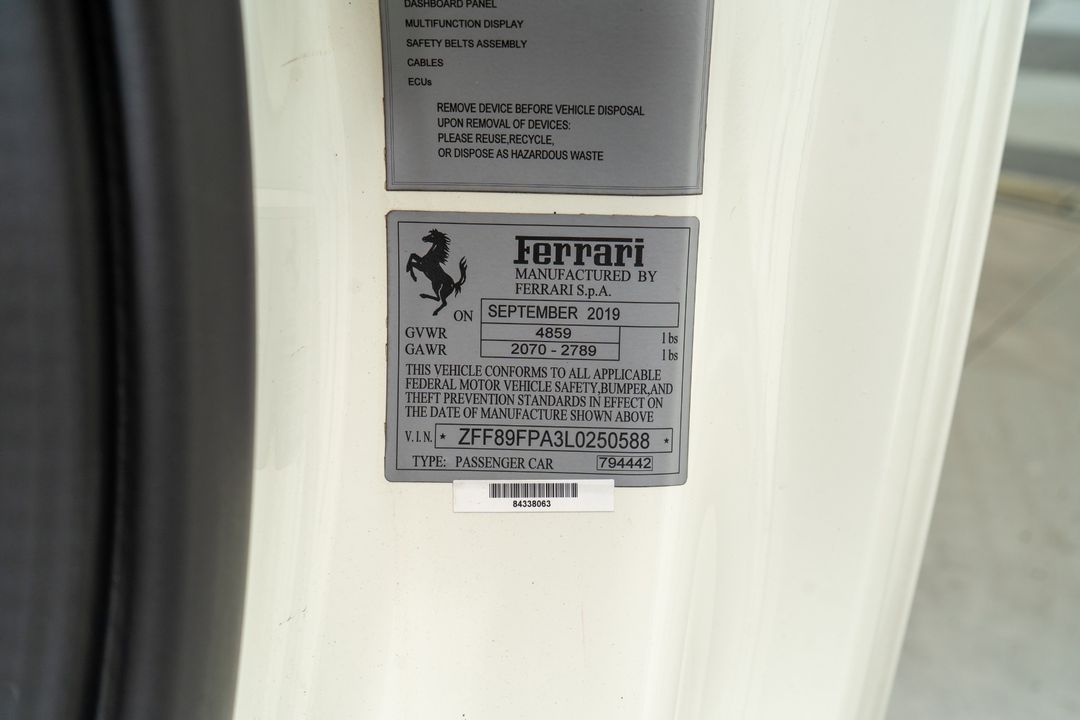 DASHBOARD PANEL
MULTIFUNCTION DISPLAY
SAFETY BELTS ASSEMBLY
CABLES
ECUs
REMOVE DEVICE BEFORE VEHICLE DISPOSAL
UPON REMOVAL OF DEVICES:
PLEASE REUSE,RECYCLE,
OR DISPOSE AS HAZARDOUS WASTE
Ferrari
MANUFACTURED BY
FERRARI S.p.A.
ON SEPTEMBER 2019
GVWR 4859 lbs
GAWR 2070 - 2789 lbs
THIS VEHICLE CONFORMS TO ALL APPLICABLE
FEDERAL MOTOR VEHICLE SAFETY,BUMPER,AND
THEFT PREVENTION STANDARDS IN EFFECT ON
THE DATE OF MANUFACTURE SHOWN ABOVE
V.I.N. * ZFF89FPA3L0250588 *
TYPE: PASSENGER CAR 794442
84338063